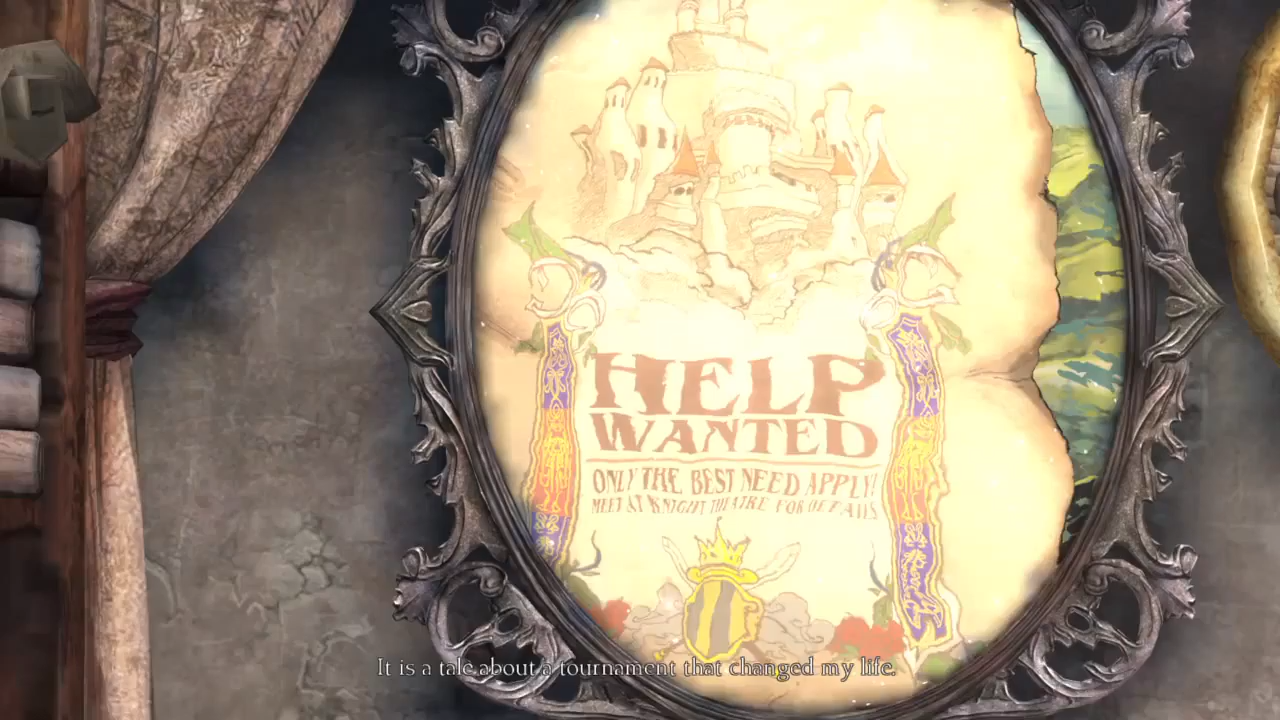 HELP
WANTED
ONLY THE BEST NEED APPLY!
MEET AT KNIGHT THEATRE FOR DETAILS
It is a tale about a tournament that changed my life.